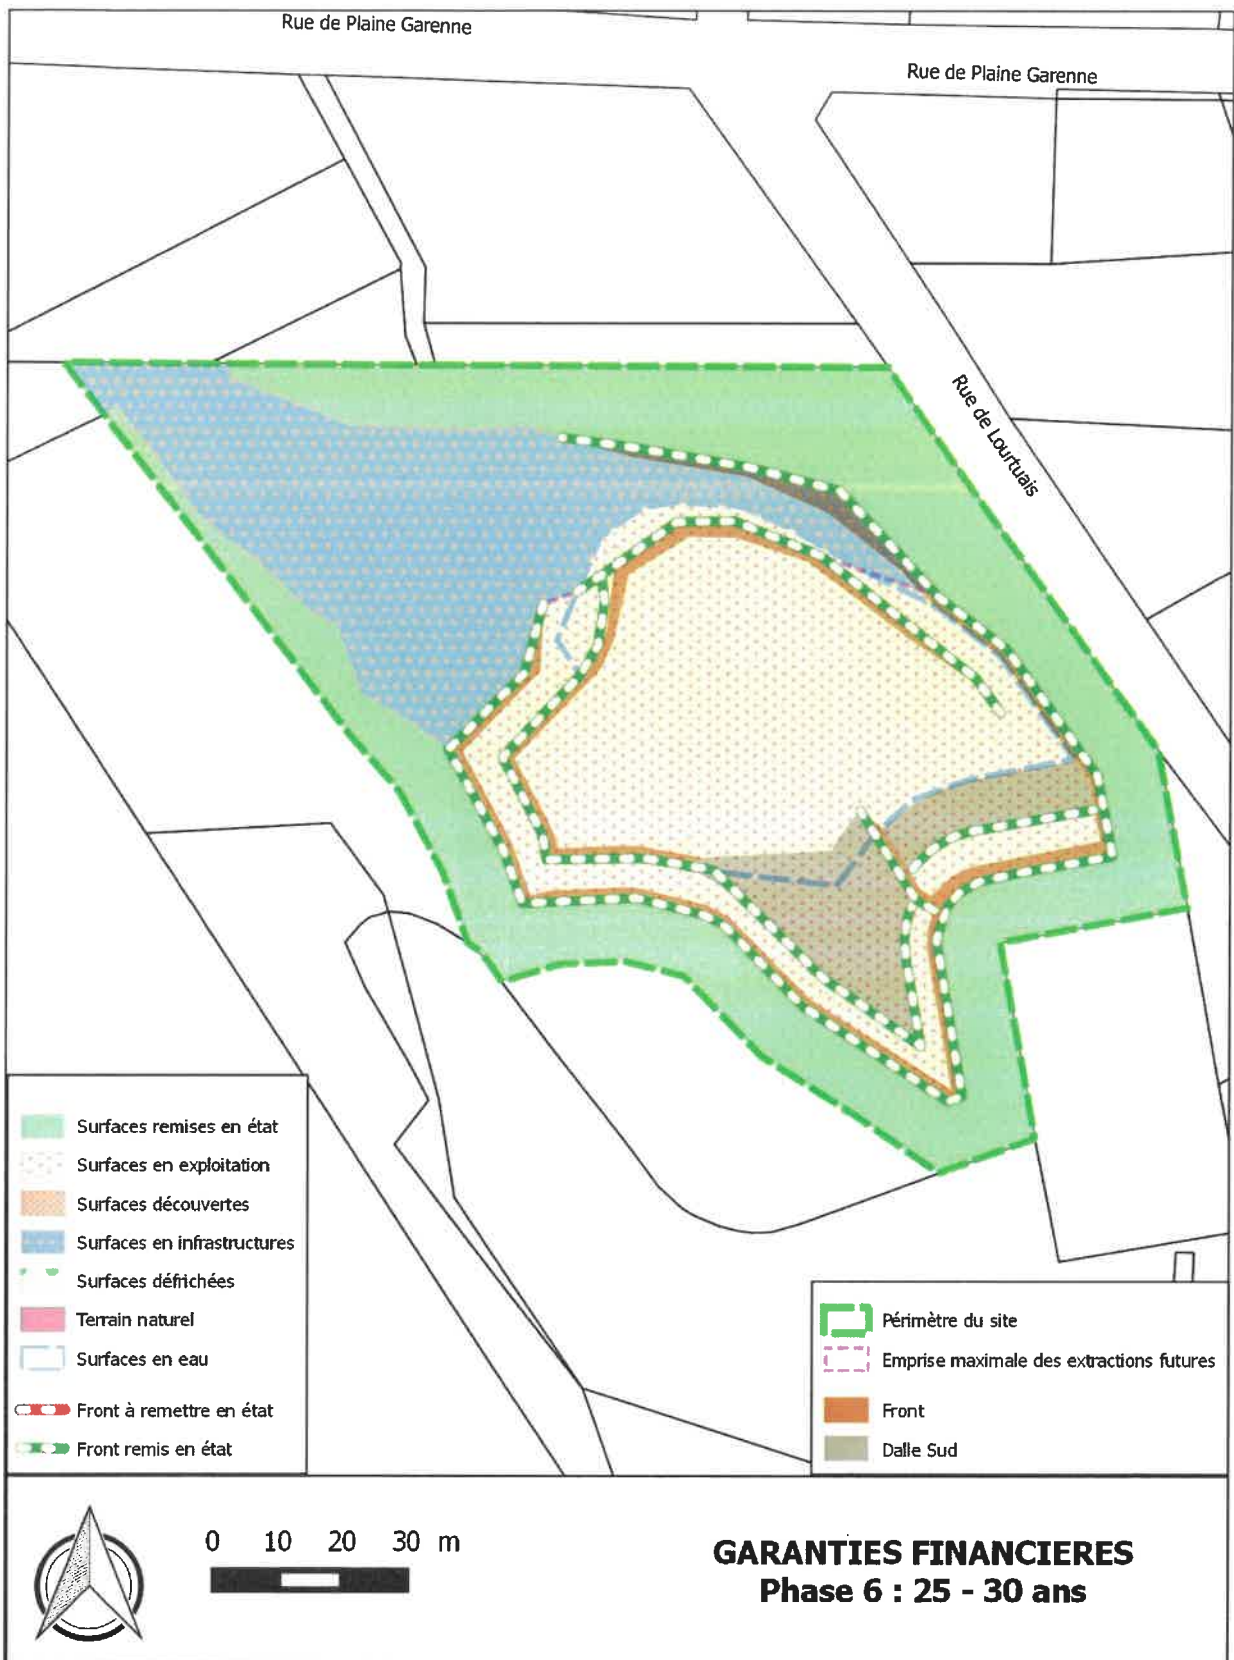 Rue de Plaine Garenne
Rue de Plaine Garenne
Rue de Lourtuais
Surfaces remises en état
Surfaces en exploitation
Surfaces découvertes
Surfaces en infrastructures
Surfaces défrichées
Terrain naturel
Surfaces en eau
Front à remettre en état
Front remis en état
Périmètre du site
Emprise maximale des extractions futures
Front
Dalle Sud
0 10 20 30 m
GARANTIES FINANCIERES
Phase 6 : 25 - 30 ans